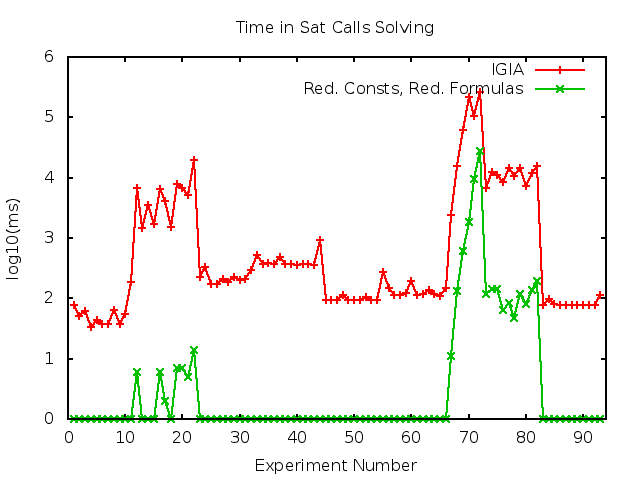 Time in Sat Calls Solving
6
5
4
3
2
1
0
log10(ms)
IGIA
Red. Consts, Red. Formulas
0 10 20 30 40 50 60 70 80 90
Experiment Number